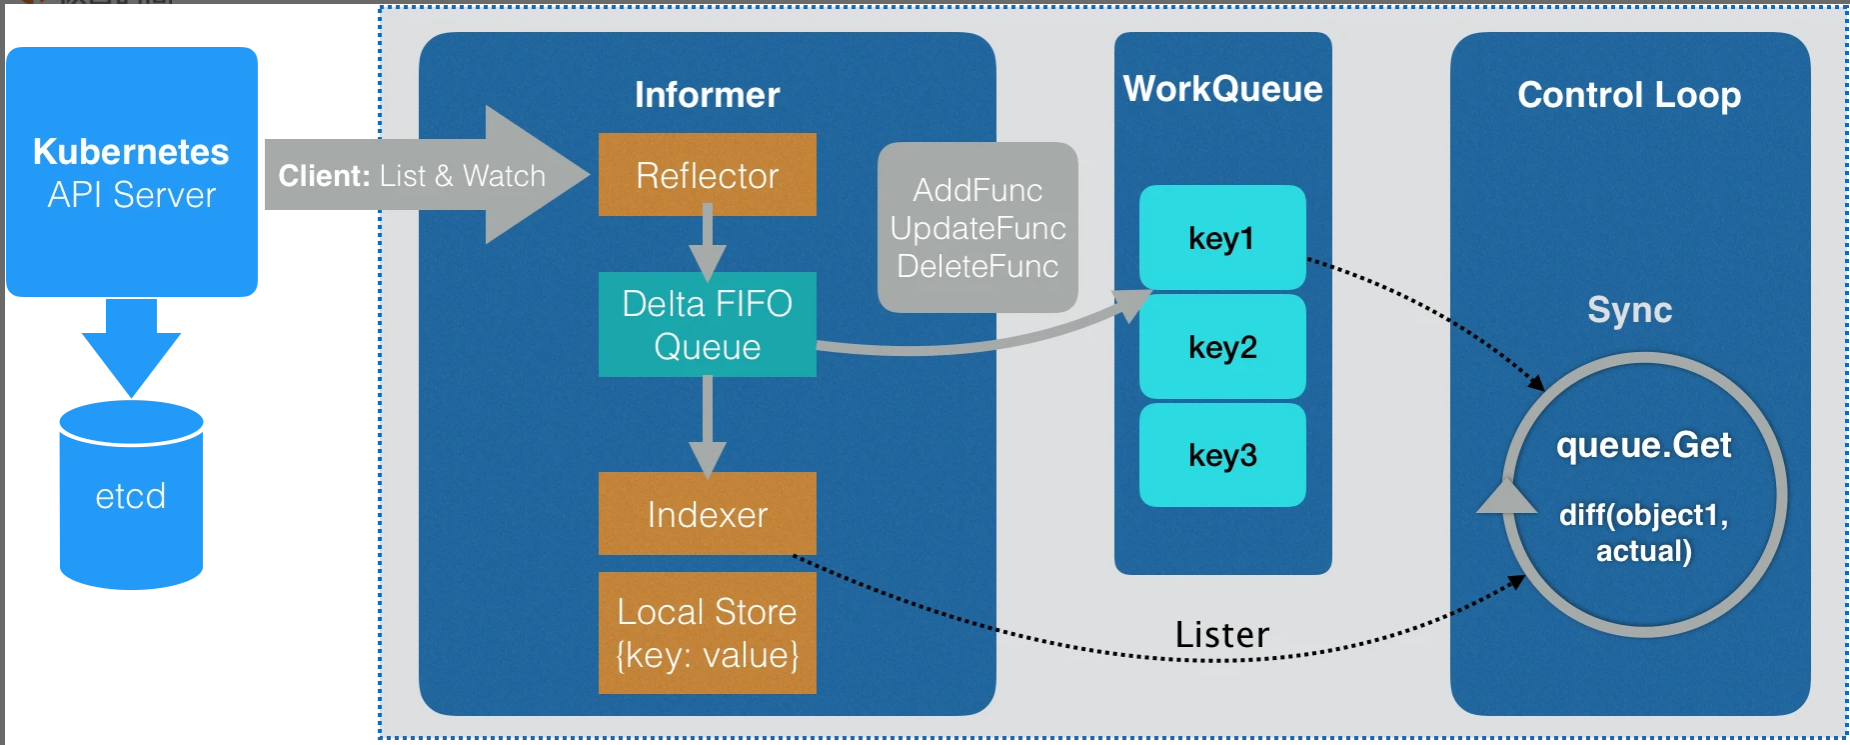 Kubernetes
API Server
etcd
Client: List & Watch
Informer
Reflector
Delta FIFO
Queue
Indexer
Local Store
{key: value}
AddFunc
UpdateFunc
DeleteFunc
WorkQueue
key1
key2
key3
Lister
Control Loop
Sync
queue.Get
diff(object1,
actual)